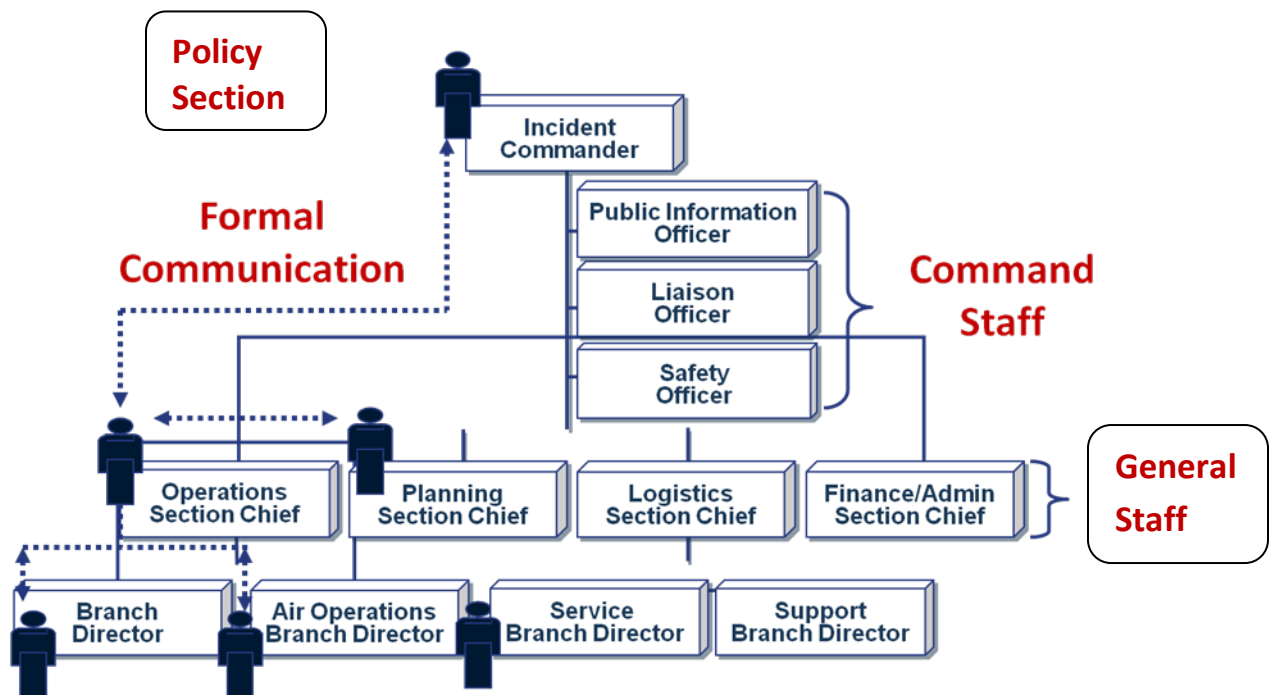 Policy
Section
Incident
Commander
Public Information
Officer
Formal
Communication
Liaison
Officer
Command
Staff
Safety
Officer
Operations
Section Chief
Planning
Section Chief
Logistics
Section Chief
Finance/Admin
Section Chief
General
Staff
Branch
Director
Air Operations
Branch Director
Service
Branch Director
Support
Branch Director